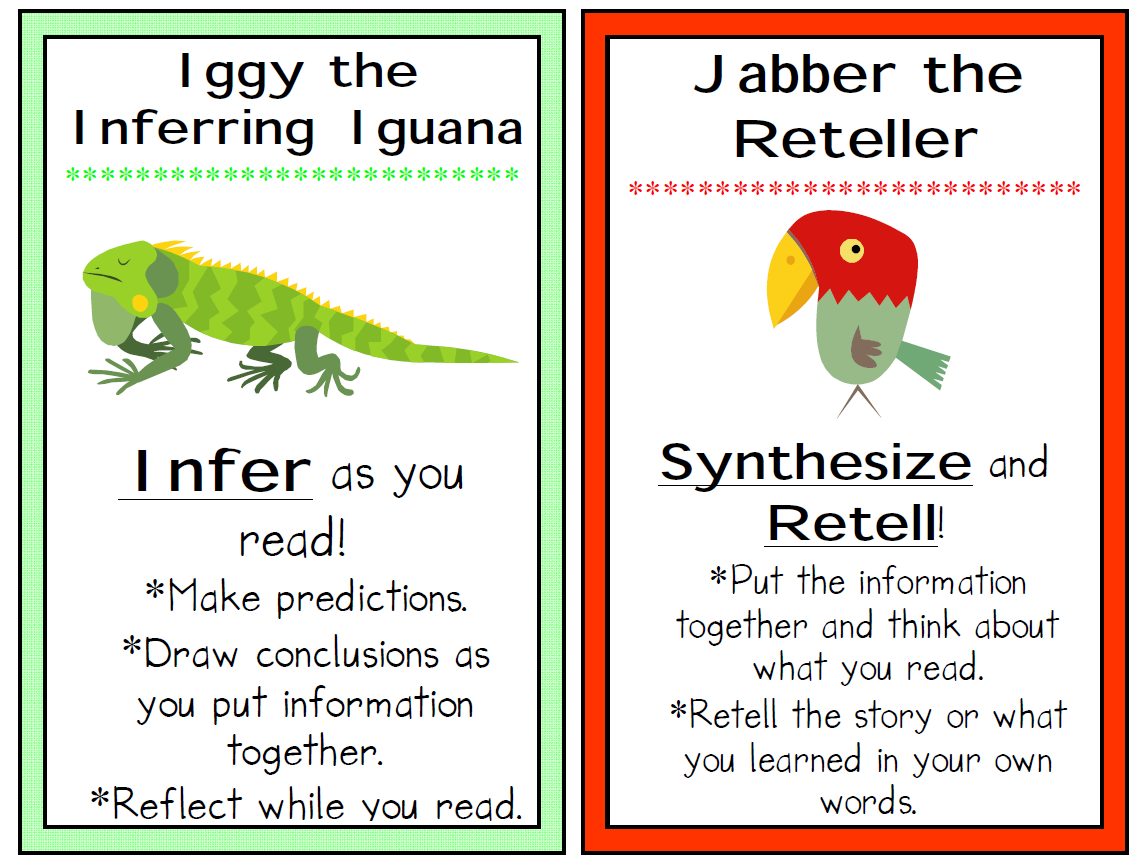 Iggy the
Inferring Iguana
**************************
Infer as you
read!
*Make predictions.
*Draw conclusions as
you put information
together.
*Reflect while you read.
Jabber the
Reteller
**************************
Synthesize and
Retell!
*Put the information
together and think about
what you read.
*Retell the story or what
you learned in your own
words.